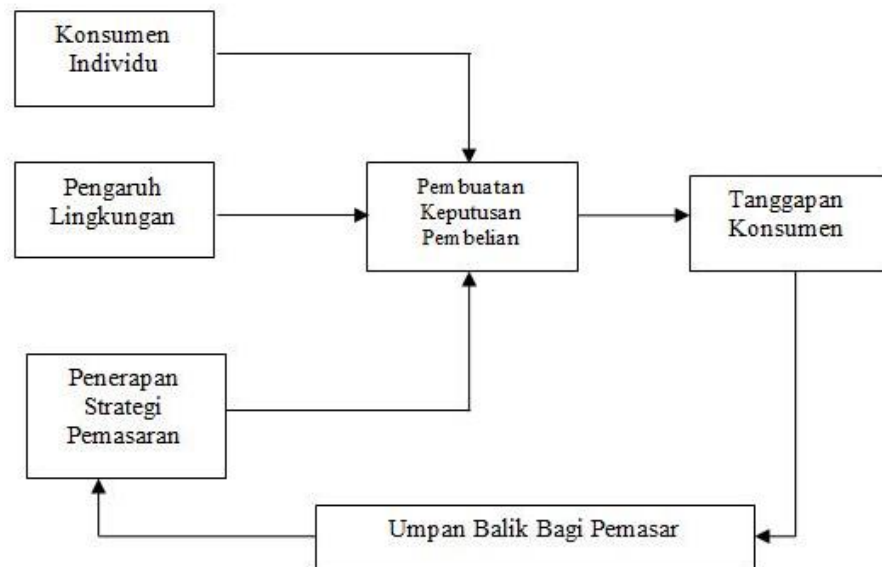 Konsumen
Individu
Pengaruh
Lingkungan
Pembuatan
Keputusan
Pembelian
Tanggapan
Konsumen
Penerapan
Strategi
Pemasaran
Umpan Balik Bagi Pemasar